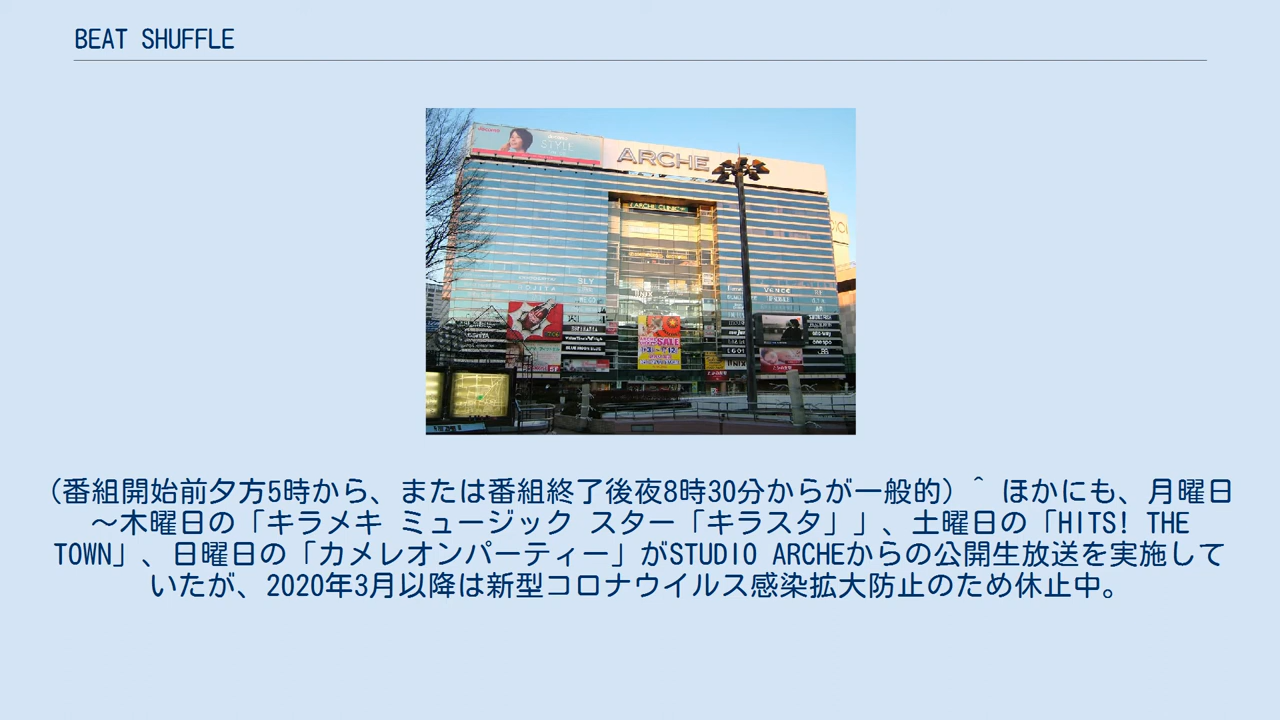 BEAT SHUFFLE
STYLE
ARCHE
SLY
VENCE
SALE
(番組開始前夕方5時から、または番組終了後夜8時30分からが一般的) ^ ほかにも、月曜日
～木曜日の「キラメキ ミュージック スター「キラスタ」」、土曜日の「HITS! THE
TOWN」、日曜日の「カメレオンパーティー」がSTUDIO ARCHEからの公開生放送を実施して
いたが、2020年3月以降は新型コロナウイルス感染拡大防止のため休止中。